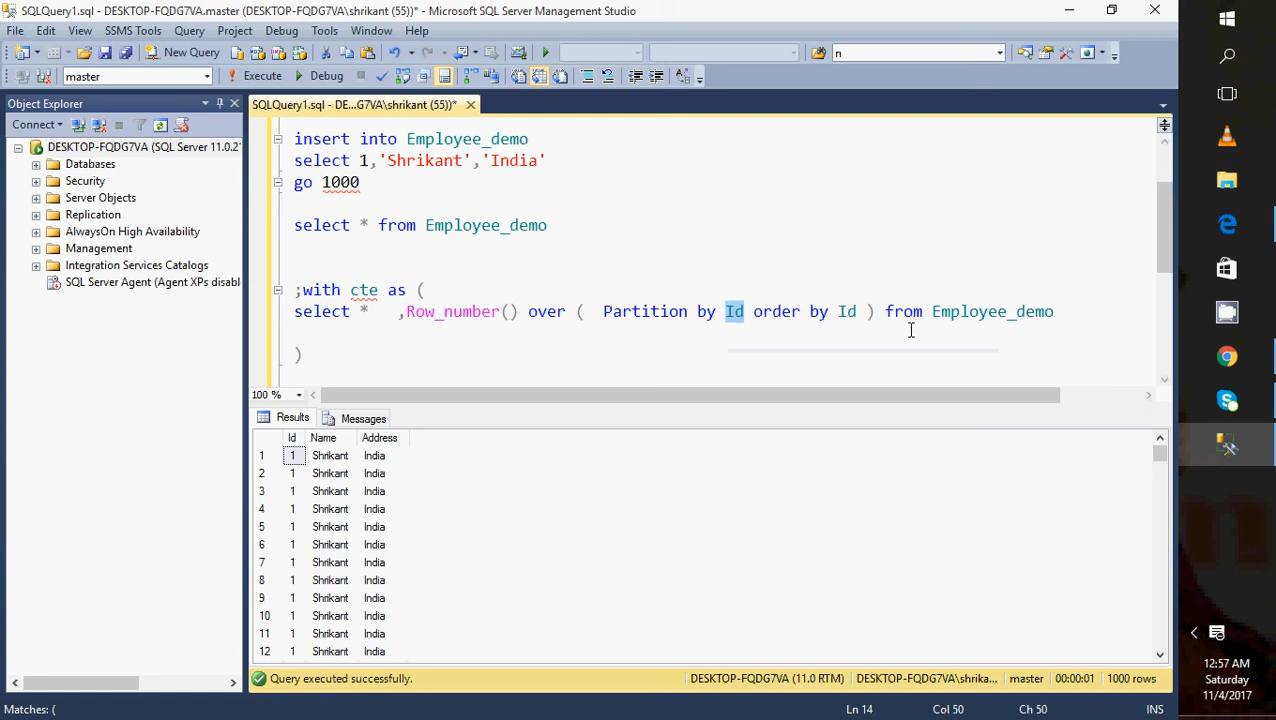 SQLQuery1.sql - DESKTOP-FQDG7VA.master (DESKTOP-FQDG7VA\shrikant (55))* - Microsoft SQL Server Management Studio
File Edit View SSMS Tools Query Project Debug Tools Window Help
New Query n
master Execute Debug
Object Explorer
SQLQuery1.sql - DE...G7VA\shrikant (55))*
Connect
DESKTOP-FQDG7VA (SQL Server 11.0.2
Databases
Security
Server Objects
Replication
AlwaysOn High Availability
Management
Integration Services Catalogs
SQL Server Agent (Agent XPs disabl
insert into Employee_demo
select 1,'Shrikant','India'
go 1000
select * from Employee_demo
;with cte as (
select * ,Row_number() over ( Partition by Id order by Id ) from Employee_demo
)
100 %
Results Messages
Id Name Address
1 1 Shrikant India
2 1 Shrikant India
3 1 Shrikant India
4 1 Shrikant India
5 1 Shrikant India
6 1 Shrikant India
7 1 Shrikant India
8 1 Shrikant India
9 1 Shrikant India
10 1 Shrikant India
11 1 Shrikant India
12 1 Shrikant India
Query executed successfully. DESKTOP-FQDG7VA (11.0 RTM) DESKTOP-FQDG7VA\shrika... master 00:00:01 1000 rows
Matches: ( Ln 14 Col 50 Ch 50 INS
12:57 AM
Saturday
11/4/2017